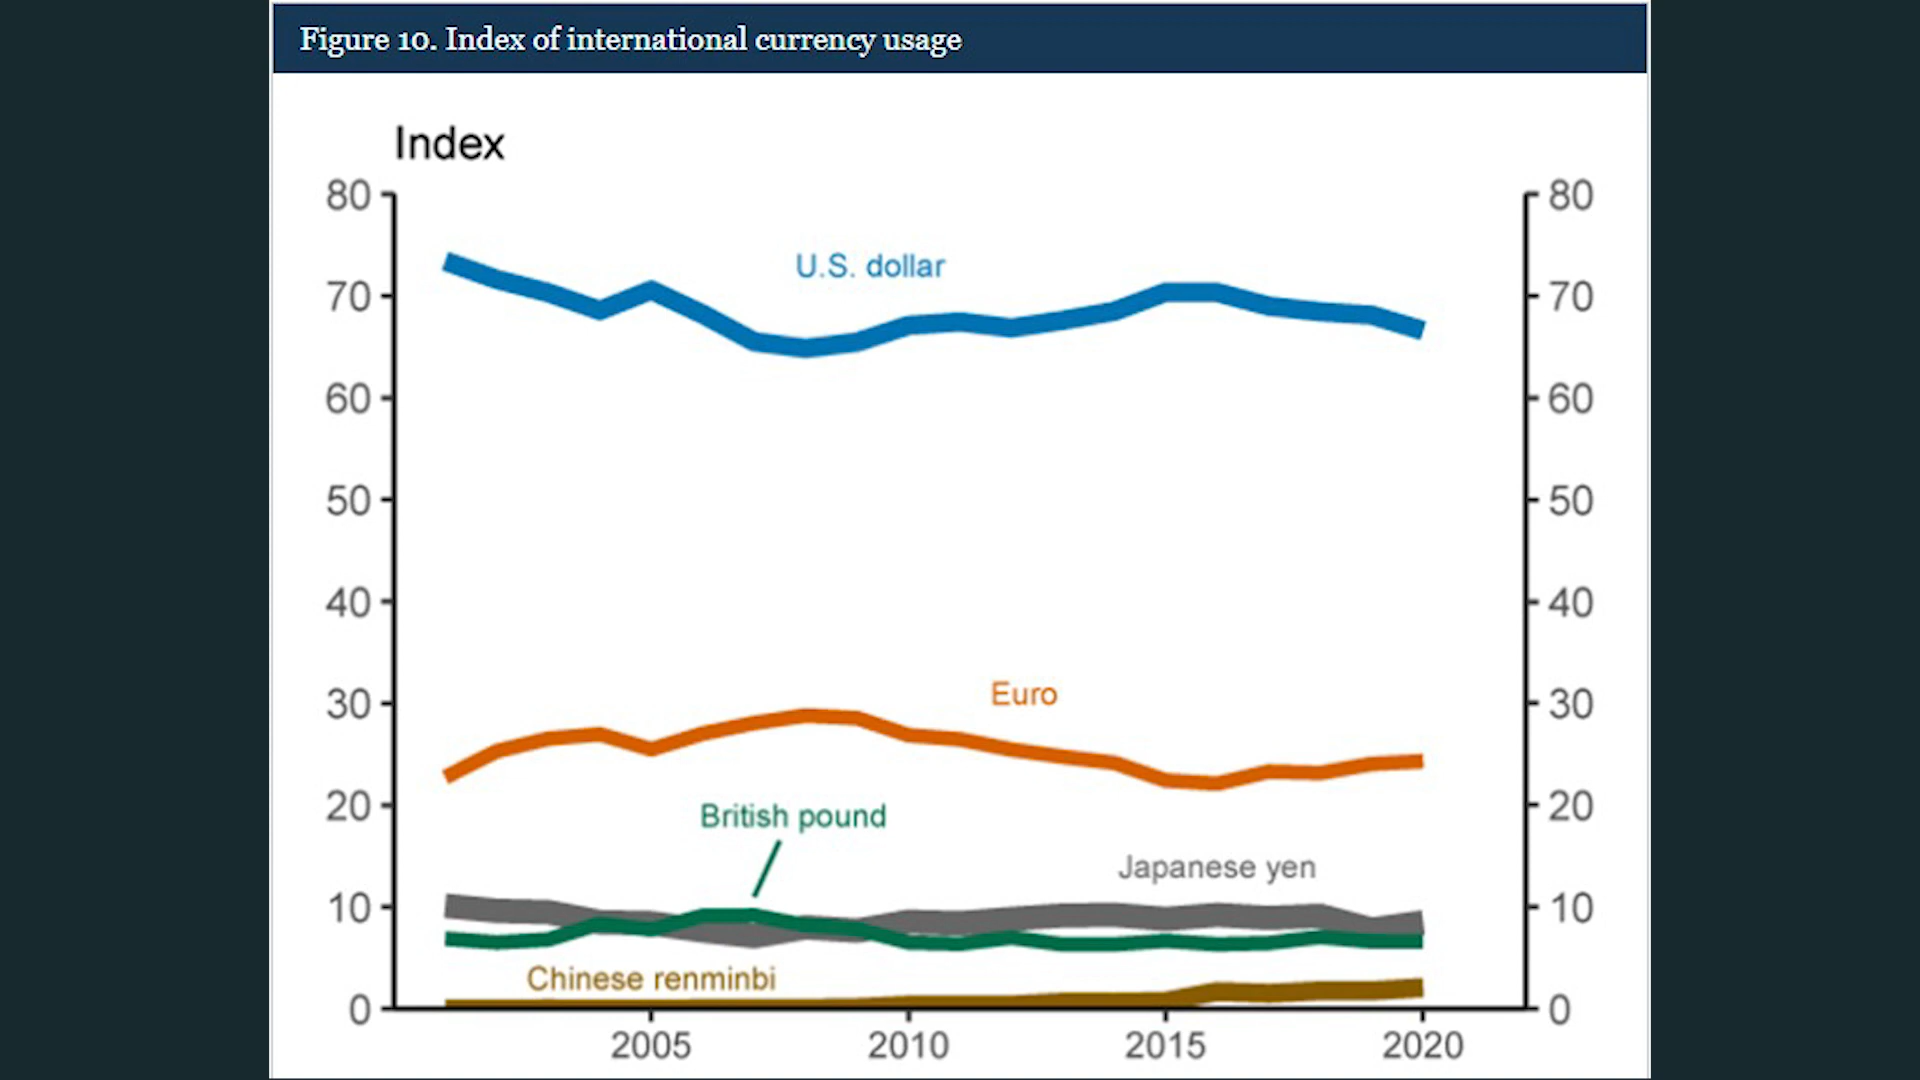 Figure 10. Index of international currency usage
Index
80 80
U.S. dollar
70 70
60 60
50 50
40 40
Euro
30 30
20 20
British pound
Japanese yen
10 10
Chinese renminbi
0 0
2005 2010 2015 2020